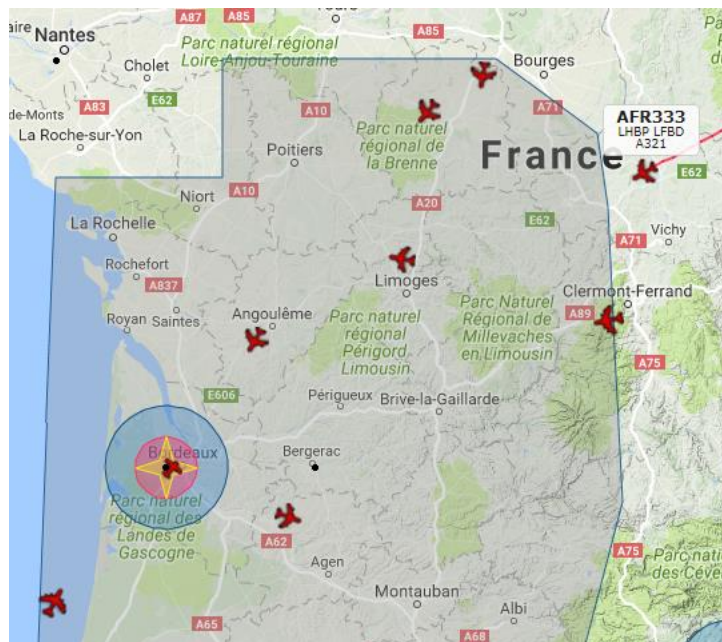 Tours
A87
A85
A85
Nantes
Parc naturel régional
Loire-Anjou-Touraine
Bourges
Cholet
E62
A10
A71
A83
de-Monts
La Roche-sur-Yon
Poitiers
Parc naturel
régional de
la Brenne
France
AFR333
LHBP LFBD
A321
E62
Niort
A10
A20
E62
La Rochelle
A71
Vichy
Rochefort
A837
Limoges
Clermont-Ferrand
Royan
Saintes
Angoulême
Parc naturel
régional
Périgord
Limousin
Parc Naturel
Régional de
Millevaches
en Limousin
A89
A75
E606
Périgueux
Brive-la-Gaillarde
Bordeaux
Bergerac
Parc naturel
régional des
Landes de
Gascogne
A62
A75
Parc nation
des Céve
Agen
Montauban
Albi
A65
A68